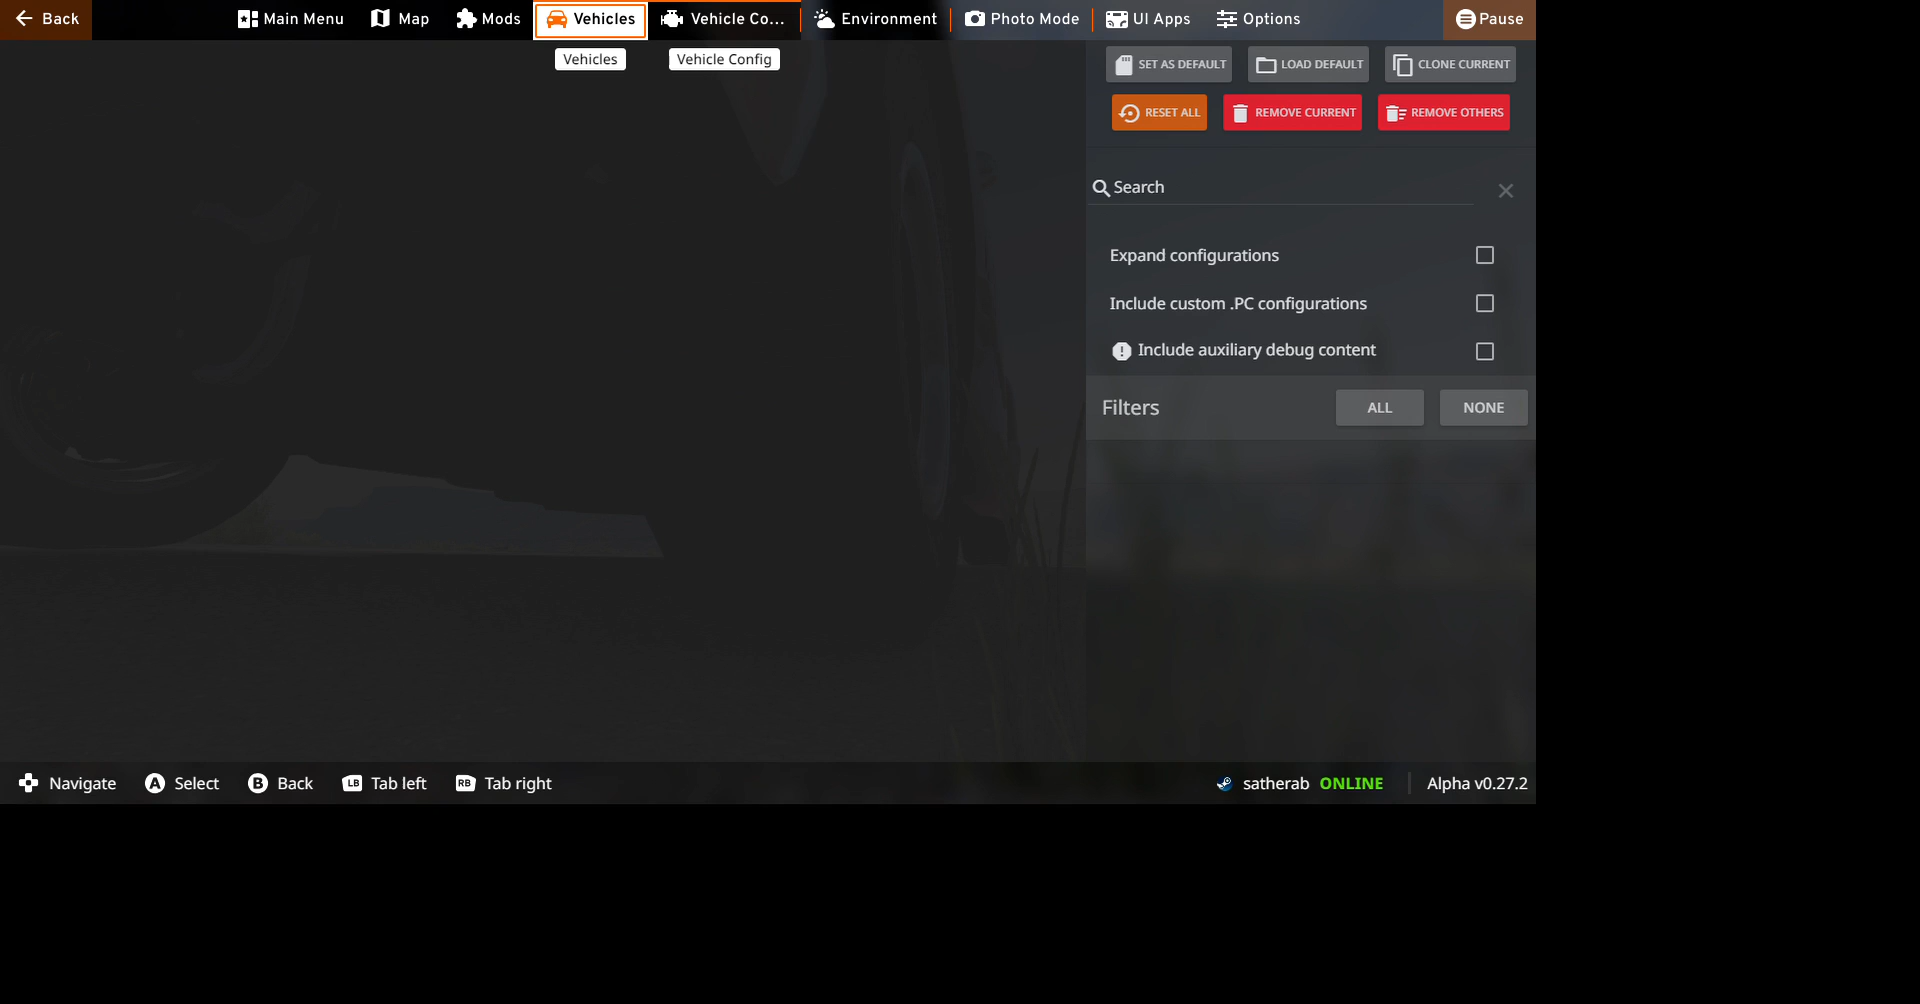 Back
Main Menu
Map
Mods
Vehicles
Vehicle Co...
Environment
Photo Mode
UI Apps
Options
Pause
Vehicles
Vehicle Config
SET AS DEFAULT
LOAD DEFAULT
CLONE CURRENT
RESET ALL
REMOVE CURRENT
REMOVE OTHERS
Search
Expand configurations
Include custom .PC configurations
Include auxiliary debug content
Filters
ALL
NONE
Navigate
A Select
B Back
LB Tab left
RB Tab right
satherab ONLINE
Alpha v0.27.2